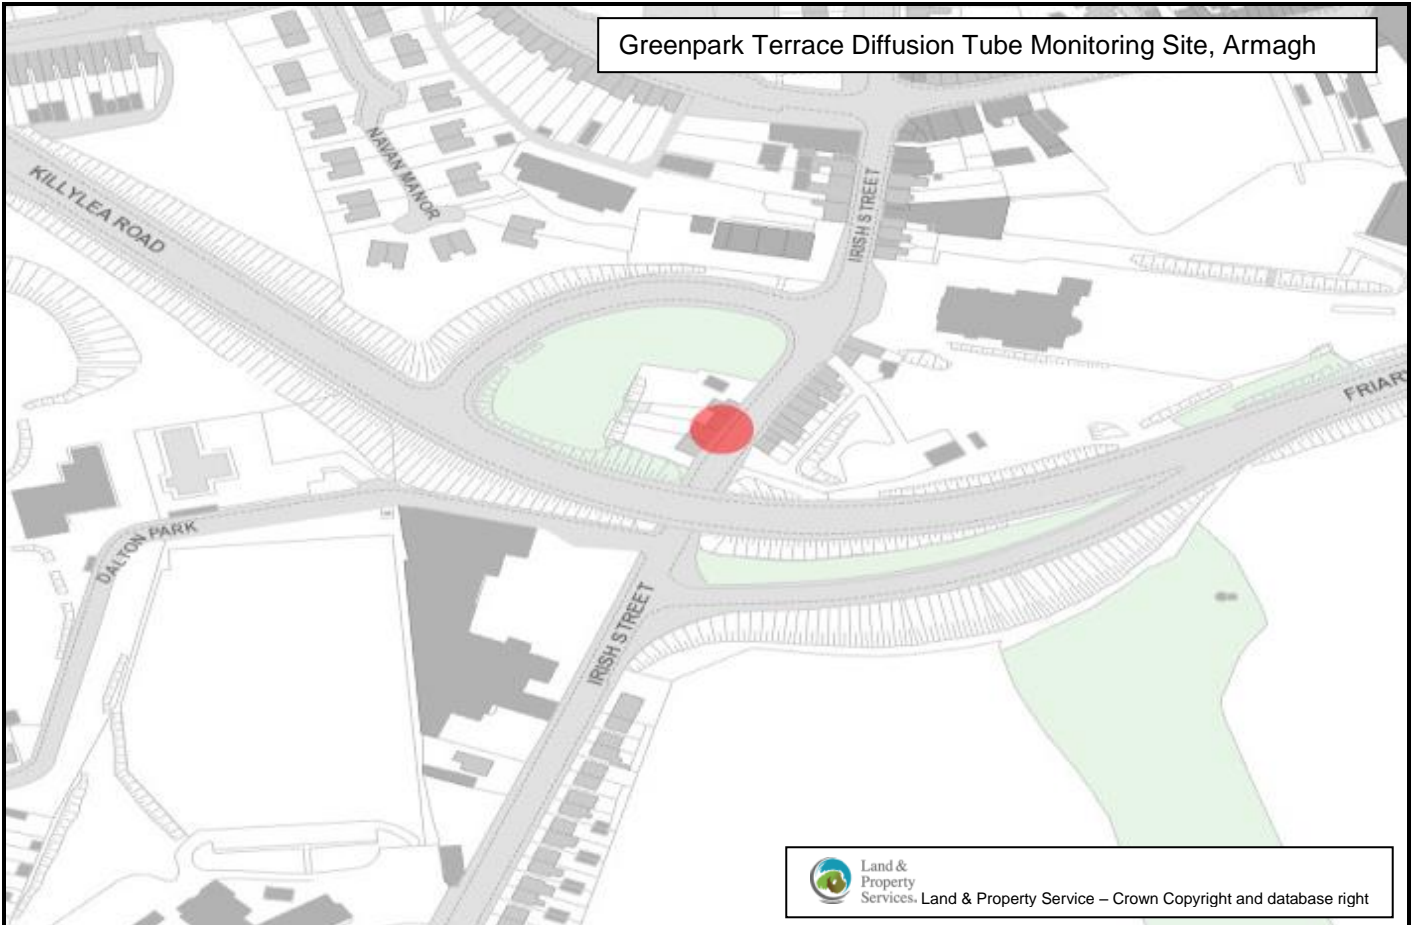 Greenpark Terrace Diffusion Tube Monitoring Site, Armagh
KILLYLEA ROAD
NAVAN MANOR
IRISH STREET
FRIARY
DALTON PARK
IRISH STREET
Land &
Property
Services.
Land & Property Service – Crown Copyright and database right